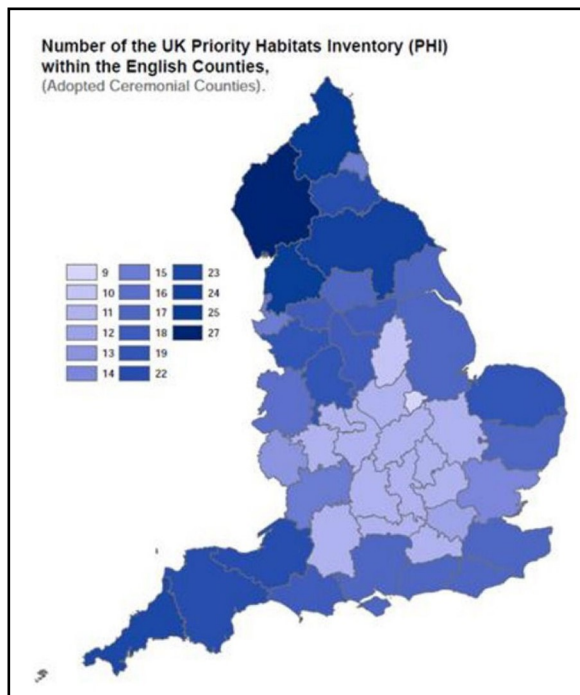 Number of the UK Priority Habitats Inventory (PHI)
within the English Counties,
(Adopted Ceremonial Counties).
9 15 23
10 16 24
11 17 25
12 18 27
13 19
14 22